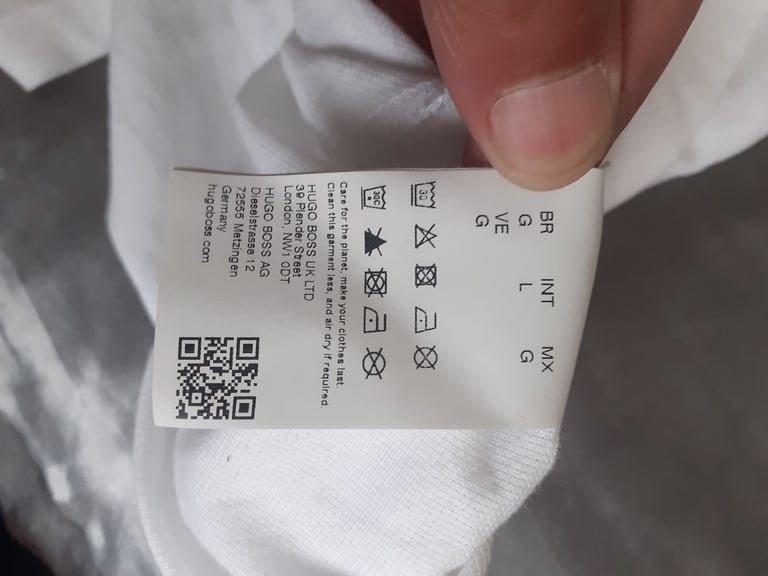 BR INT MX
G L G
VE
G
30
30C
Care for the planet, make your clothes last.
Clean this garment less, and air dry if required.
HUGO BOSS UK LTD
39 Plender Street
London, NW1 0DT
HUGO BOSS AG
Dieselstrasse 12
72555 Metzingen
Germany
hugoboss.com